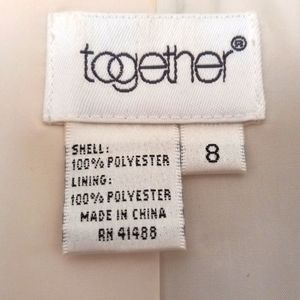 together®
SHELL:
100% POLYESTER
LINING:
100% POLYESTER
MADE IN CHINA
RN 41488
8